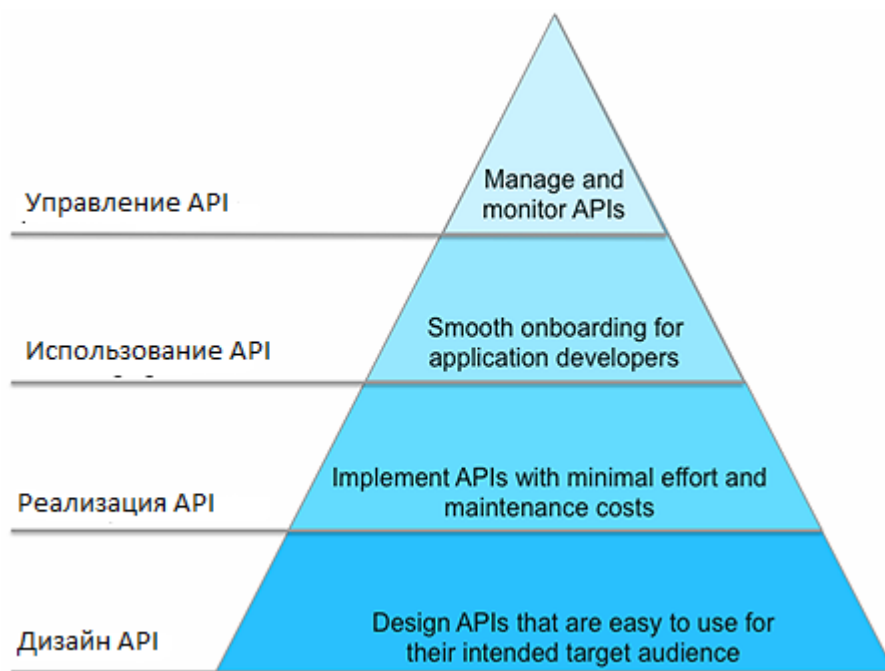 Manage and
monitor APIs
Управление API
Smooth onboarding for
application developers
Использование API
Implement APIs with minimal effort and
maintenance costs
Реализация API
Design APIs that are easy to use for
their intended target audience
Дизайн API